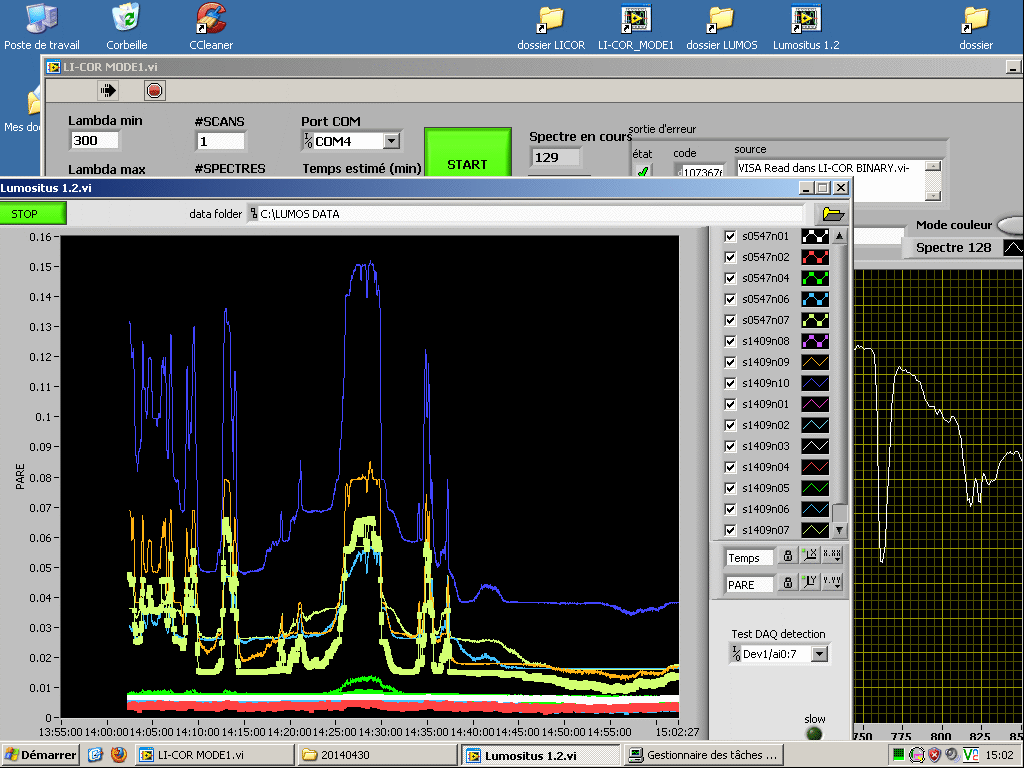 Poste de travail
Corbeille
CCleaner
dossier LICOR
LI-COR_MODE1
dossier LUMOS
Lumositus 1.2
dossier
Mes do
LI-COR MODE1.vi
Lambda min
300
Lambda max
#SCANS
1
#SPECTRES
Port COM
COM4
Temps estimé (min)
START
Spectre en cours
129
sortie d'erreur
état
code
source
VISA Read dans LI-COR BINARY.vi-
Mode couleur
Spectre 128
Lumositus 1.2.vi
STOP
data folder
C:\LUMOS DATA
PARE
0.16
0.15
0.14
0.13
0.12
0.11
0.1
0.09
0.08
0.07
0.06
0.05
0.04
0.03
0.02
0.01
0
13:55:00
14:00:00
14:05:00
14:10:00
14:15:00
14:20:00
14:25:00
14:30:00
14:35:00
14:40:00
14:45:00
14:50:00
14:55:00
15:02:27
s0547n01
s0547n02
s0547n04
s0547n06
s0547n07
s1409n08
s1409n09
s1409n10
s1409n01
s1409n02
s1409n03
s1409n04
s1409n05
s1409n06
s1409n07
Temps
X.XX
PARE
Y.YY
Test DAQ detection
Dev1/ai0:7
slow
750
775
800
825
85
Démarrer
LI-COR MODE1.vi
20140430
Lumositus 1.2.vi
Gestionnaire des tâches ...
15:02